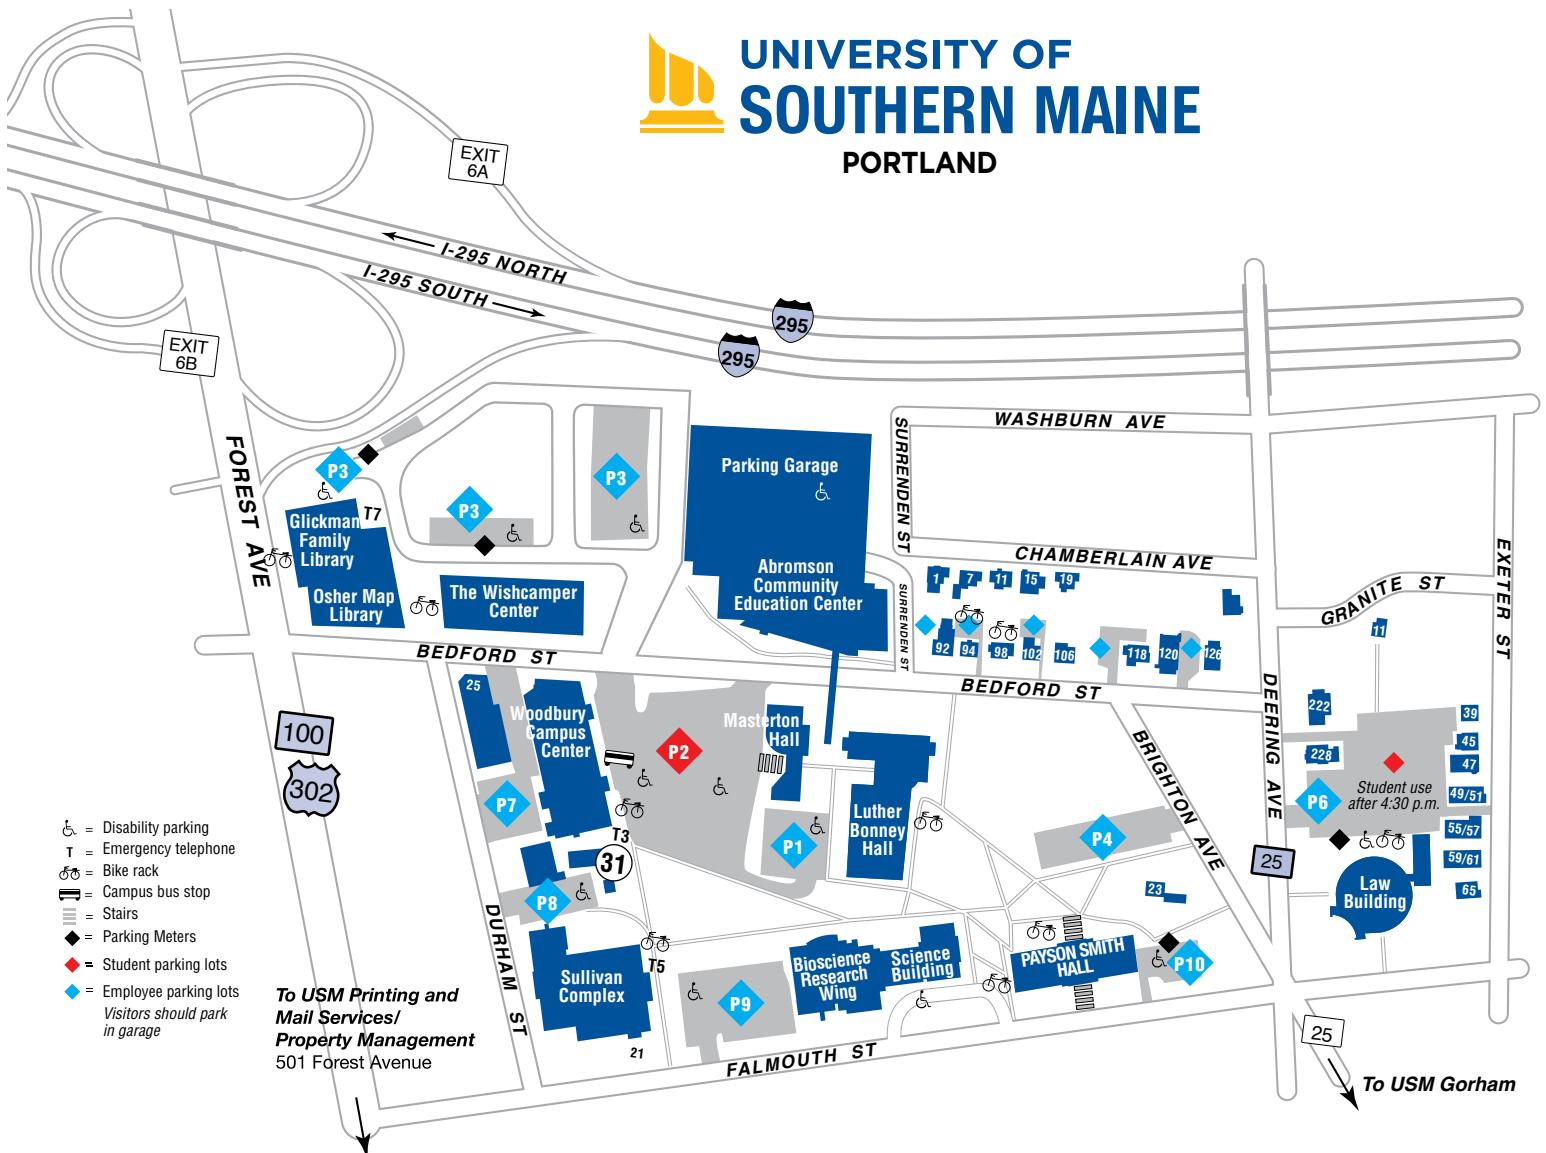 UNIVERSITY OF
SOUTHERN MAINE
PORTLAND
EXIT
6A
I-295 NORTH
I-295 SOUTH
295
295
EXIT
6B
FOREST AVE
WASHBURN AVE
SURRENDEN ST
Parking Garage
P3
P3
P3
T7
Glickman
Family
Library
Osher Map
Library
The Wishcamper
Center
Abromson
Community
Education Center
CHAMBERLAIN AVE
SURRENDEN ST
1
7
11
15
19
92
94
98
102
106
118
120
126
GRANITE ST
EXETER ST
11
BEDFORD ST
BEDFORD ST
DEERING AVE
BRIGHTON AVE
25
Woodbury
Campus
Center
P2
Masterton
Hall
Luther
Bonney
Hall
P7
P1
P4
T3
31
P8
222
228
39
45
47
49/51
55/57
59/61
65
P6
Student use
after 4:30 p.m.
25
Law
Building
23
100
302
DURHAM ST
T5
Sullivan
Complex
21
P9
Bioscience
Research
Wing
Science
Building
PAYSON SMITH
HALL
P10
FALMOUTH ST
25
To USM Gorham
= Disability parking
T = Emergency telephone
= Bike rack
= Campus bus stop
= Stairs
= Parking Meters
= Student parking lots
= Employee parking lots
Visitors should park
in garage
To USM Printing and
Mail Services/
Property Management
501 Forest Avenue